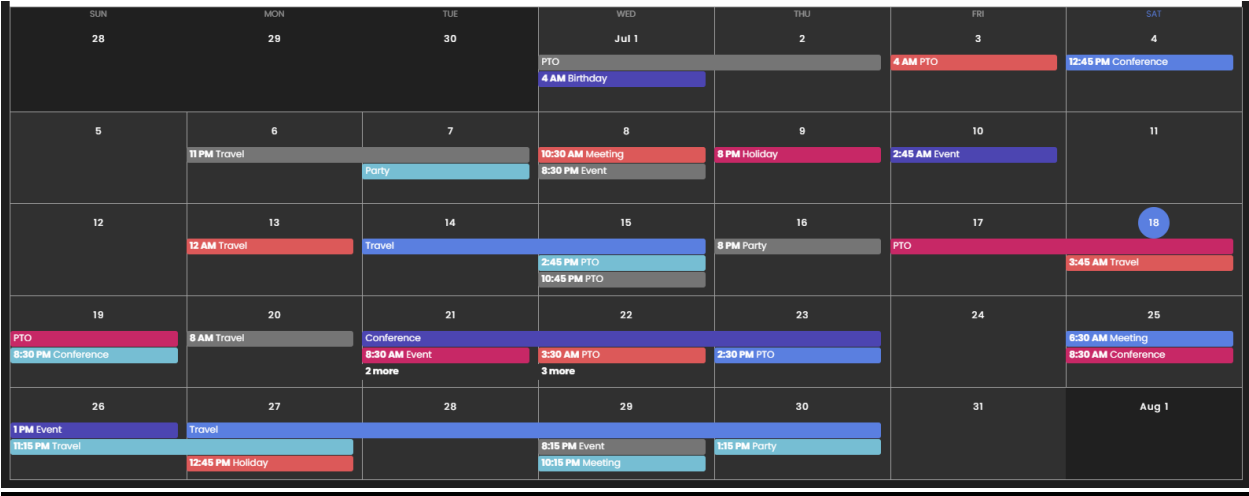 SUN MON TUE WED THU FRI SAT
28 29 30 Jul 1 2 3 4
PTO 4 AM PTO 12:45 PM Conference
4 AM Birthday
5 6 7 8 9 10 11
11 PM Travel 10:30 AM Meeting 8 PM Holiday 2:45 AM Event
Party 8:30 PM Event
12 13 14 15 16 17 18
12 AM Travel Travel 8 PM Party PTO
2:45 PM PTO 3:45 AM Travel
10:45 PM PTO
19 20 21 22 23 24 25
PTO 8 AM Travel Conference 6:30 AM Meeting
8:30 PM Conference 8:30 AM Event 3:30 AM PTO 2:30 PM PTO 8:30 AM Conference
2 more 3 more
26 27 28 29 30 31 Aug 1
1 PM Event Travel
11:15 PM Travel 8:15 PM Event 1:15 PM Party
12:45 PM Holiday 10:15 PM Meeting